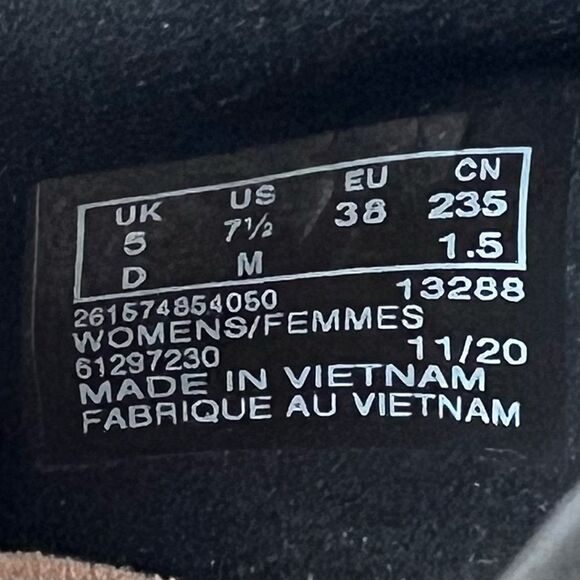 UK US EU CN
5 7½ 38 235
D M 1.5
261574854050 13288
WOMENS/FEMMES
61297230 11/20
MADE IN VIETNAM
FABRIQUE AU VIETNAM